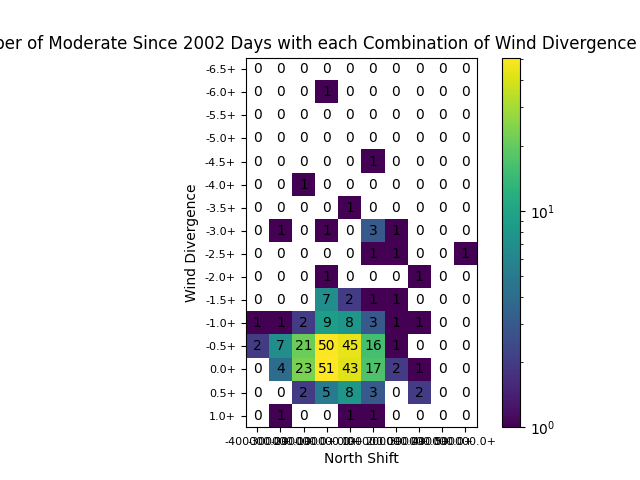 of Moderate Since 2002 Days with each Combination of Wind Divergence
-6.5+ 0 0 0 0 0 0 0 0 0 0
-6.0+ 0 0 0 1 0 0 0 0 0 0
-5.5+ 0 0 0 0 0 0 0 0 0 0
-5.0+ 0 0 0 0 0 0 0 0 0 0
-4.5+ 0 0 0 0 0 1 0 0 0 0
-4.0+ 0 0 1 0 0 0 0 0 0 0
-3.5+ 0 0 0 0 1 0 0 0 0 0
-3.0+ 0 1 0 1 0 3 1 0 0 0
-2.5+ 0 0 0 0 0 1 1 0 0 1
-2.0+ 0 0 0 1 0 0 0 1 0 0
-1.5+ 0 0 0 7 2 1 1 0 0 0
-1.0+ 1 1 2 9 8 3 1 1 0 0
-0.5+ 2 7 21 50 45 16 1 0 0 0
0.0+ 0 4 23 51 43 17 2 1 0 0
0.5+ 0 0 2 5 8 3 0 2 0 0
1.0+ 0 1 0 0 1 1 0 0 0 0
Wind Divergence
North Shift
10¹
10⁰